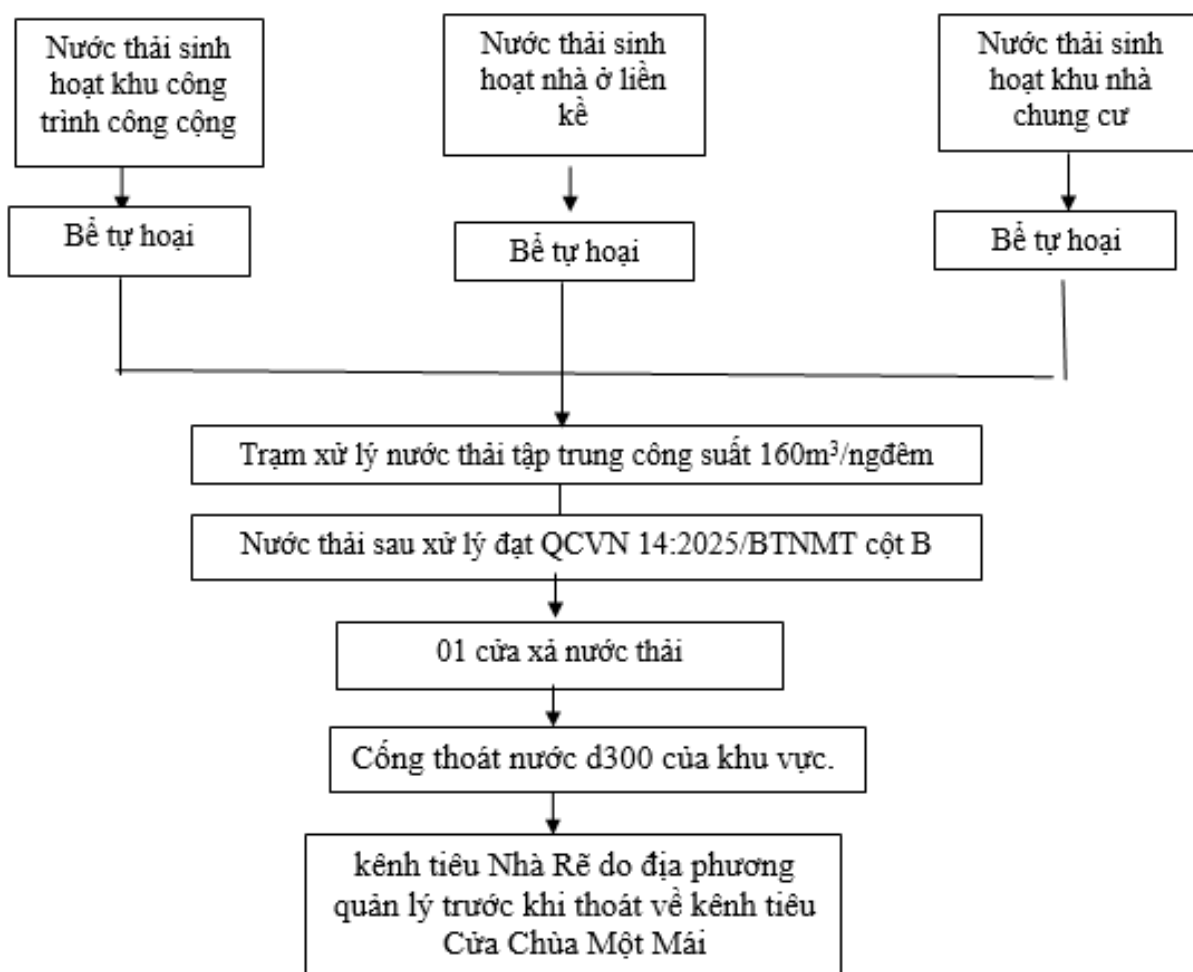 Nước thải sinh
hoạt khu công
trình công cộng
Nước thải sinh
hoạt nhà ở liền
kề
Nước thải sinh
hoạt khu nhà
chung cư
Bể tự hoại
Bể tự hoại
Bể tự hoại
Trạm xử lý nước thải tập trung công suất 160m³/ngđêm
Nước thải sau xử lý đạt QCVN 14:2025/BTNMT cột B
01 cửa xả nước thải
Cống thoát nước d300 của khu vực.
kênh tiêu Nhà Rẽ do địa phương
quản lý trước khi thoát về kênh tiêu
Cửa Chùa Một Mái